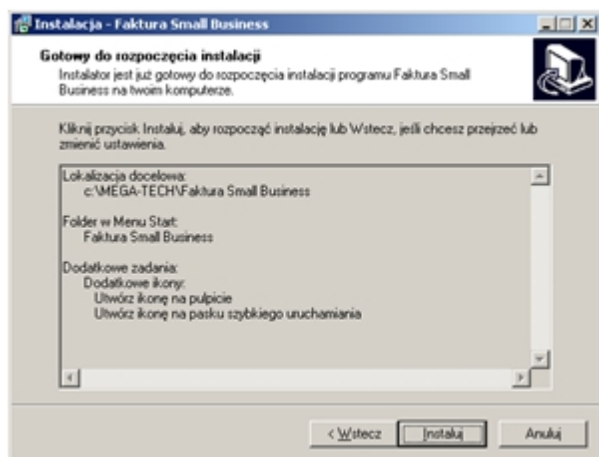 Instalacja - Faktura Small Business
Gotowy do rozpoczęcia instalacji
Instalator jest już gotowy do rozpoczęcia instalacji programu Faktura Small
Business na twoim komputerze.
Kliknij przycisk Instaluj, aby rozpocząć instalację lub Wstecz, jeśli chcesz przejrzeć lub
zmienić ustawienia.
Lokalizacja docelowa:
c:\MEGA-TECH\Faktura Small Business
Folder w Menu Start:
Faktura Small Business
Dodatkowe zadania:
Dodatkowe ikony:
Utwórz ikonę na pulpicie
Utwórz ikonę na pasku szybkiego uruchamiania
< Wstecz Instaluj Anuluj